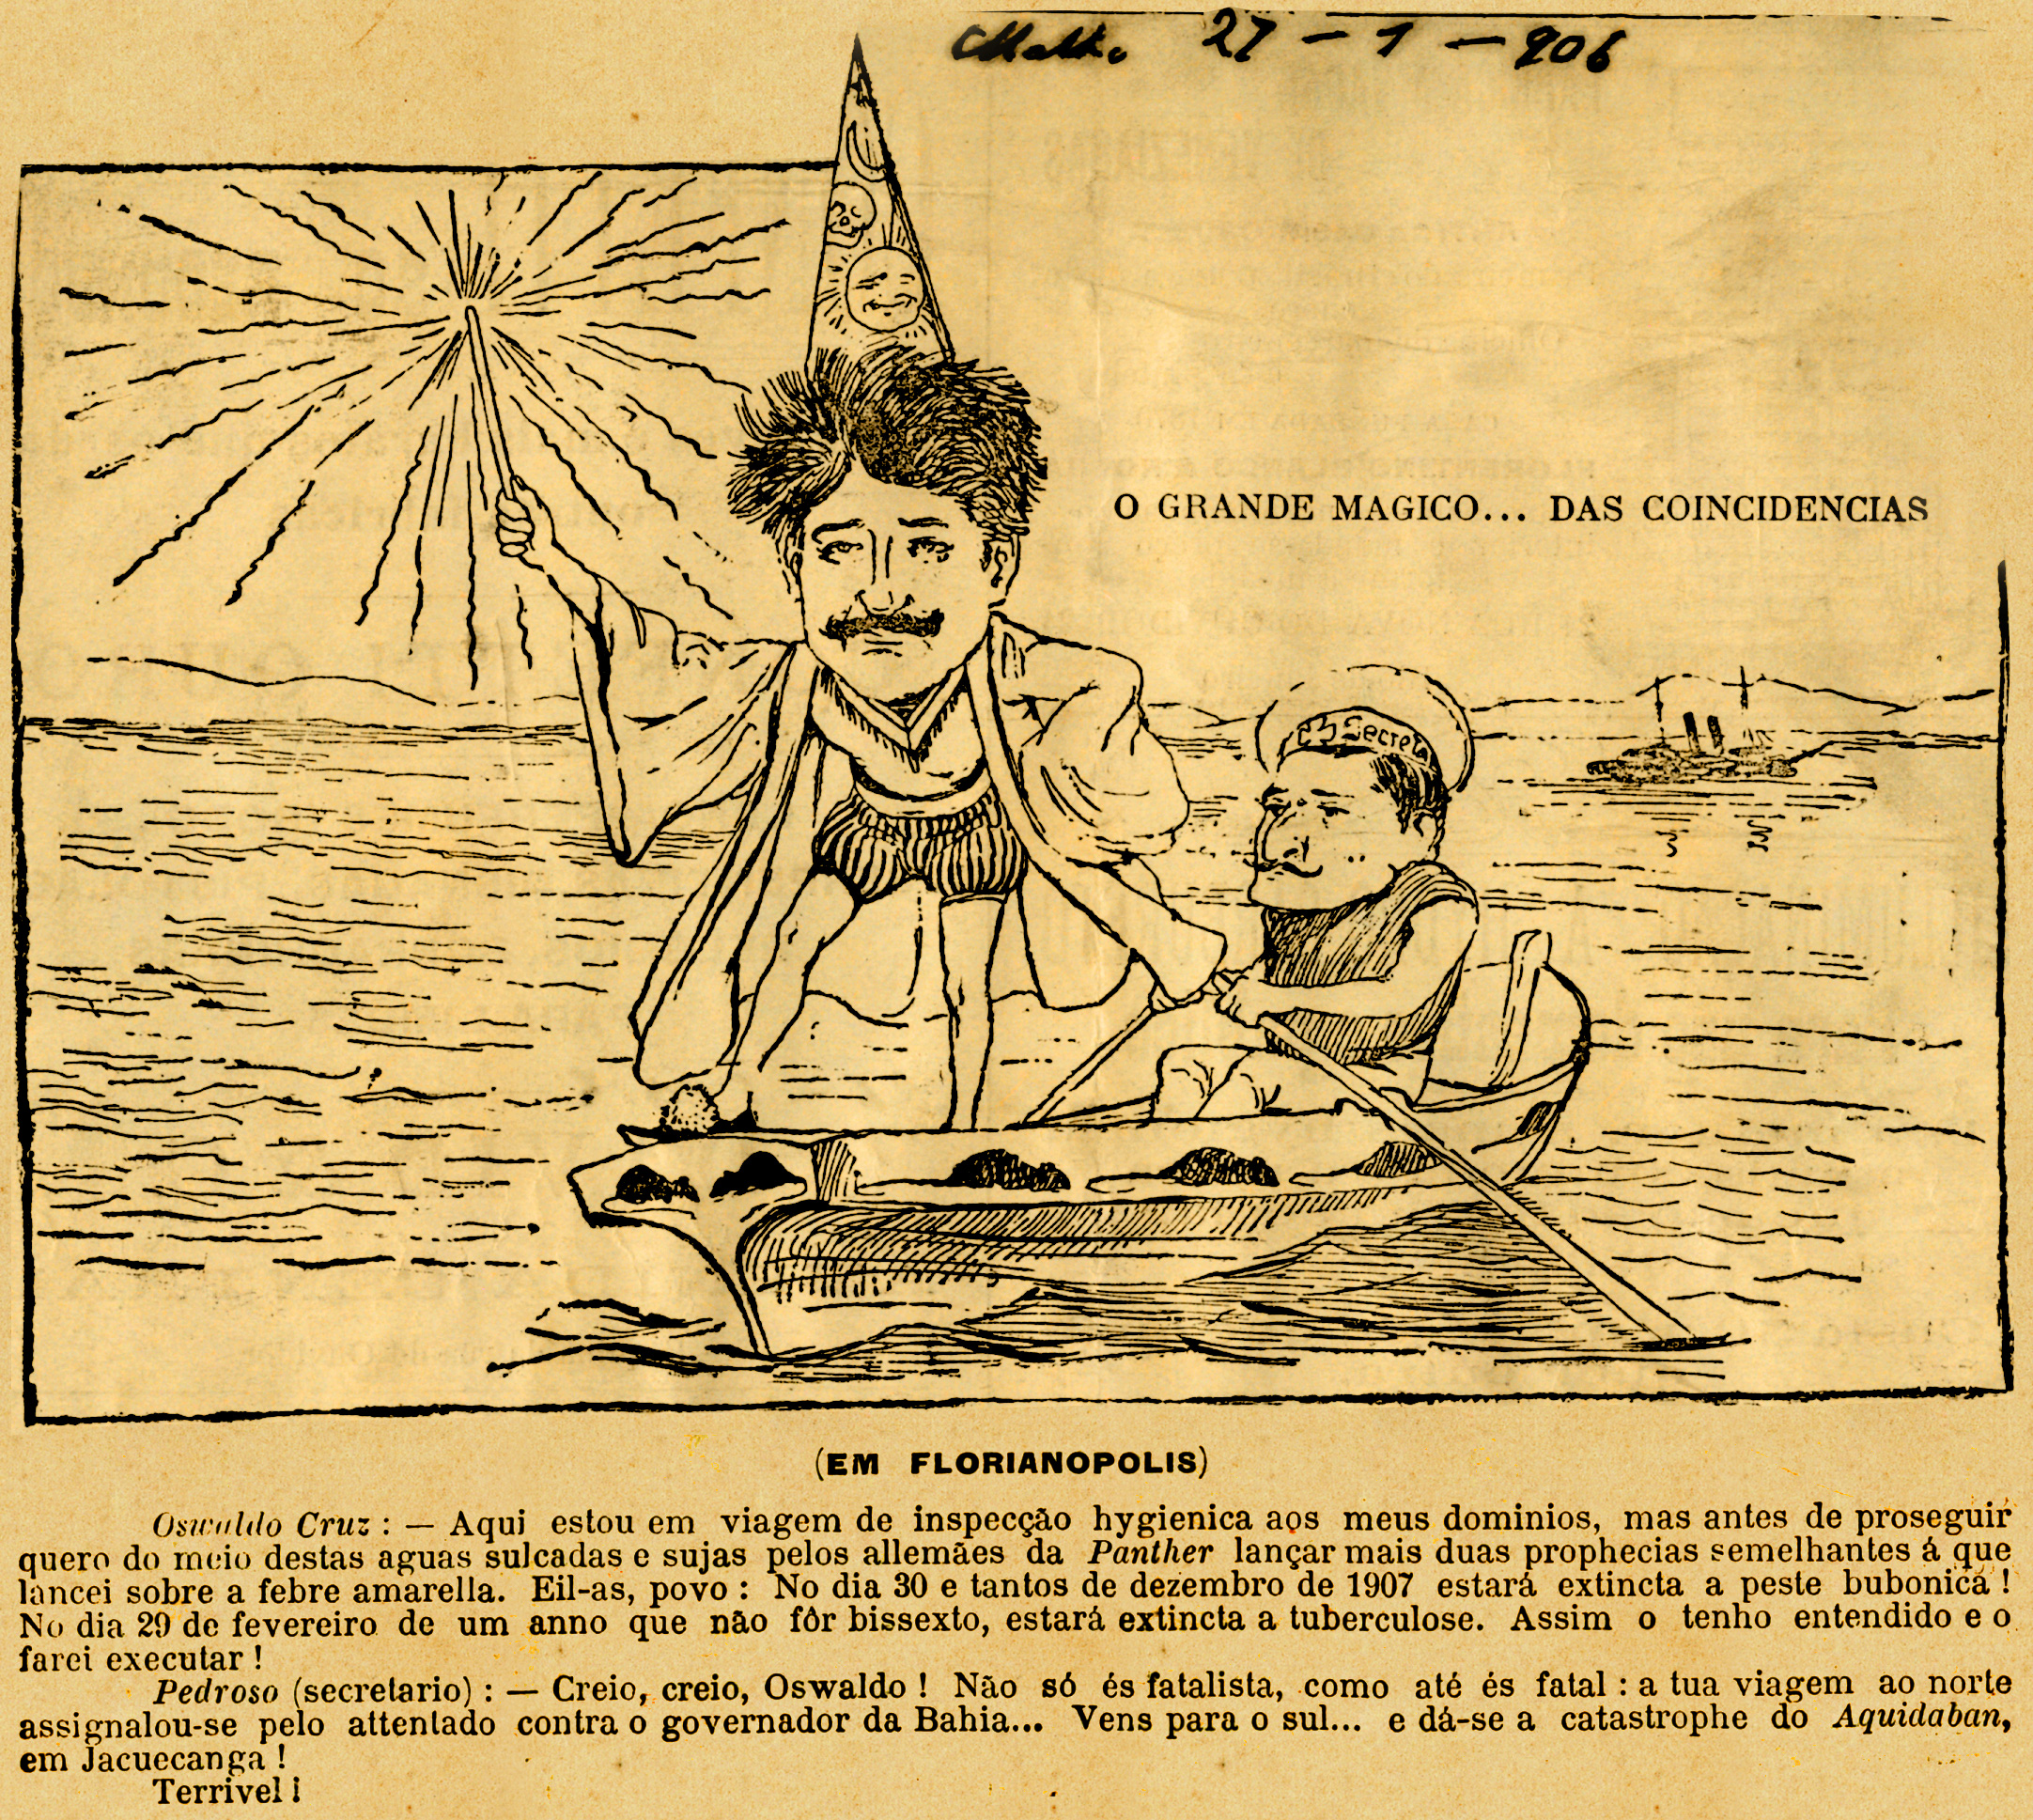 Malho 27 - 1 - 906
O GRANDE MAGICO... DAS COINCIDENCIAS
Secret
(EM FLORIANOPOLIS)
Oswaldo Cruz : — Aqui estou em viagem de inspecção hygienica aos meus dominios, mas antes de proseguir
quero do meio destas aguas sulcadas e sujas pelos allemães da Panther lançar mais duas prophecias semelhantes á que
lancei sobre a febre amarella. Eil-as, povo : No dia 30 e tantos de dezembro de 1907 estará extincta a peste bubonica !
No dia 29 de fevereiro de um anno que não fôr bissexto, estará extincta a tuberculose. Assim o tenho entendido e o
farei executar !
Pedroso (secretario) : — Creio, creio, Oswaldo ! Não só és fatalista, como até és fatal : a tua viagem ao norte
assignalou-se pelo attentado contra o governador da Bahia... Vens para o sul... e dá-se a catastrophe do Aquidaban,
em Jacuecanga !
Terrivel !